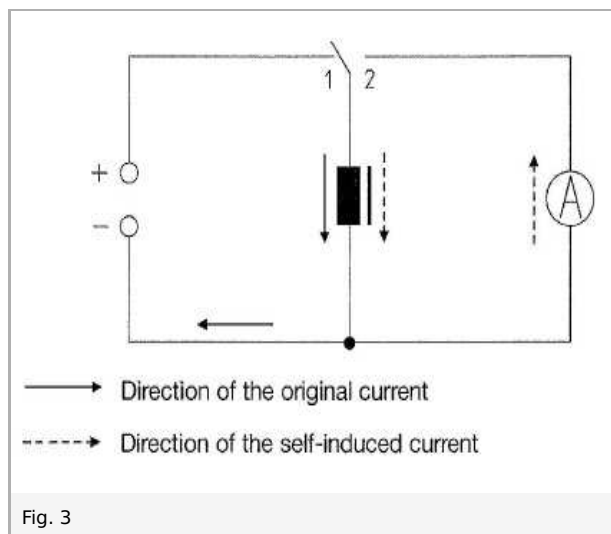 1 2
+
A
−
Direction of the original current
Direction of the self-induced current
Fig. 3